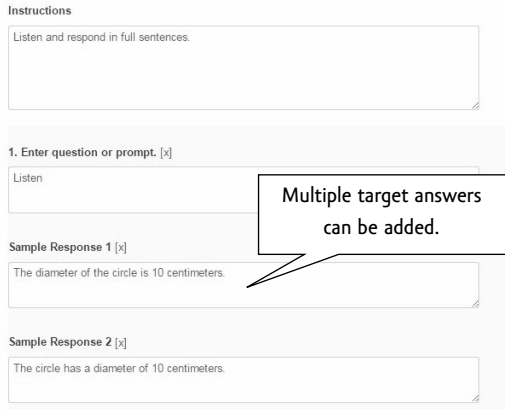 Instructions
Listen and respond in full sentences.
1. Enter question or prompt. [x]
Listen
Multiple target answers
can be added.
Sample Response 1 [x]
The diameter of the circle is 10 centimeters.
Sample Response 2 [x]
The circle has a diameter of 10 centimeters.